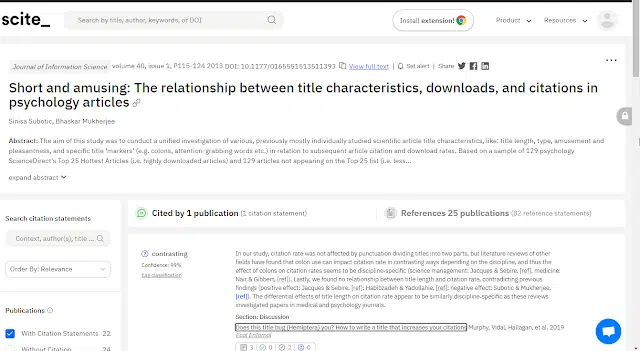 scite_
Search by title, author, keywords, or DOI
Install extension!
Product
Resources
Journal of Information Science volume 40, issue 1, P115-124 2013 DOI: 10.1177/0165551513511393 View full text | Set alert | Share
Short and amusing: The relationship between title characteristics, downloads, and citations in
psychology articles
Sinisa Subotic, Bhaskar Mukherjee
Abstract: The aim of this study was to conduct a unified investigation of various, previously mostly individually studied scientific article title characteristics, like: title length, type, amusement and
pleasantness, and specific title 'markers' (e.g. colons, attention-grabbing words etc.) in relation to subsequent article citation and download rates. Based on a sample of 129 psychology
ScienceDirect's Top 25 Hottest Articles (i.e. highly downloaded articles) and 129 articles not appearing on the Top 25 list (i.e. less...
expand abstract
Search citation statements
Context, author(s), title ...
Order By: Relevance
Publications
With Citation Statements 22
Without Citation 24
Cited by 1 publication (1 citation statement)
References 25 publications (82 reference statements)
contrasting
Confidence: 99%
In our study, citation rate was not affected by punctuation dividing titles into two parts, but literature reviews of other
fields have found that colon use can impact citation rate in contrasting ways depending on the discipline, and thus the
effect of colons on citation rates seems to be discipline-specific (science management: Jacques & Sebire, [ref], medicine:
Nair & Gibbert, [ref]). Lastly, we found no relationship between title length and citation rate, contradicting previous
findings (positive effect: Jacques & Sebire, [ref]; Habibzadeh & Yadollahie, [ref]; negative effect: Subotic & Mukherjee,
[ref]). The differential effects of title length on citation rate appear to be similarly discipline-specific as these reviews
investigated papers in medical and psychology journals.
Section: Discussion
Does this title bug (Hemiptera) you? How to write a title that increases your citations Murphy, Vidal, Hallagan, et al. 2019
Ecol Entomol
3 0 2 0